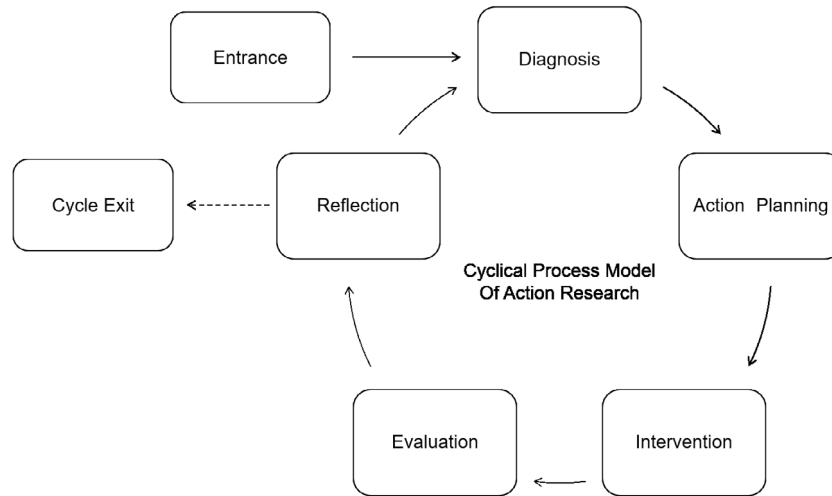 Entrance
Diagnosis
Cycle Exit
Reflection
Action Planning
Cyclical Process Model
Of Action Research
Evaluation
Intervention